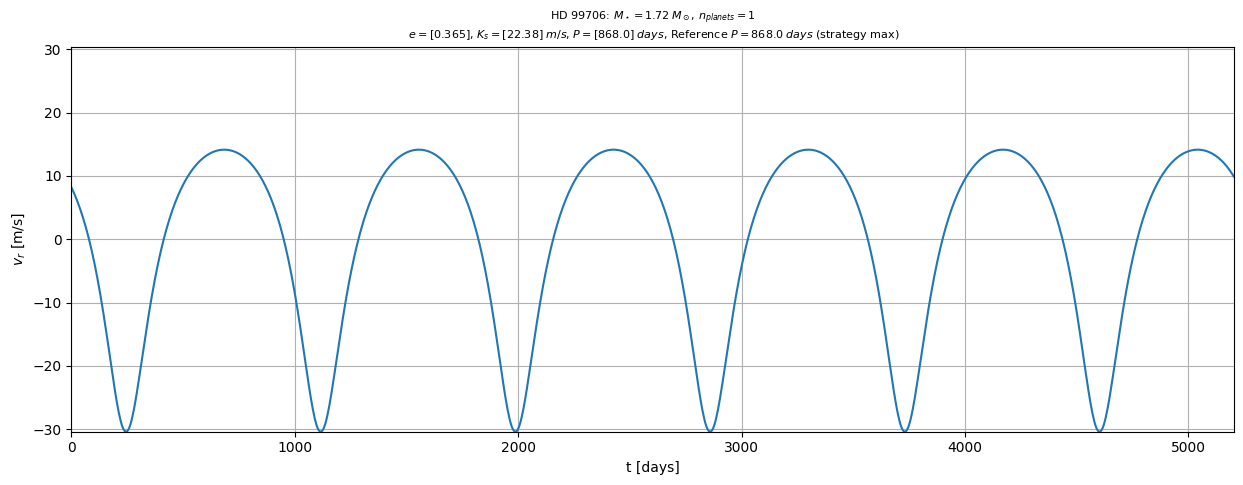 HD 99706: $M_\star = 1.72\ M_\odot$, $n_{planets} = 1$
$e = [0.365]$, $K_s = [22.38]\ m/s$, $P = [868.0]\ days$, Reference $P = 868.0\ days$ (strategy max)
30
20
10
0
−10
−20
−30
$v_r$ [m/s]
0 1000 2000 3000 4000 5000
t [days]